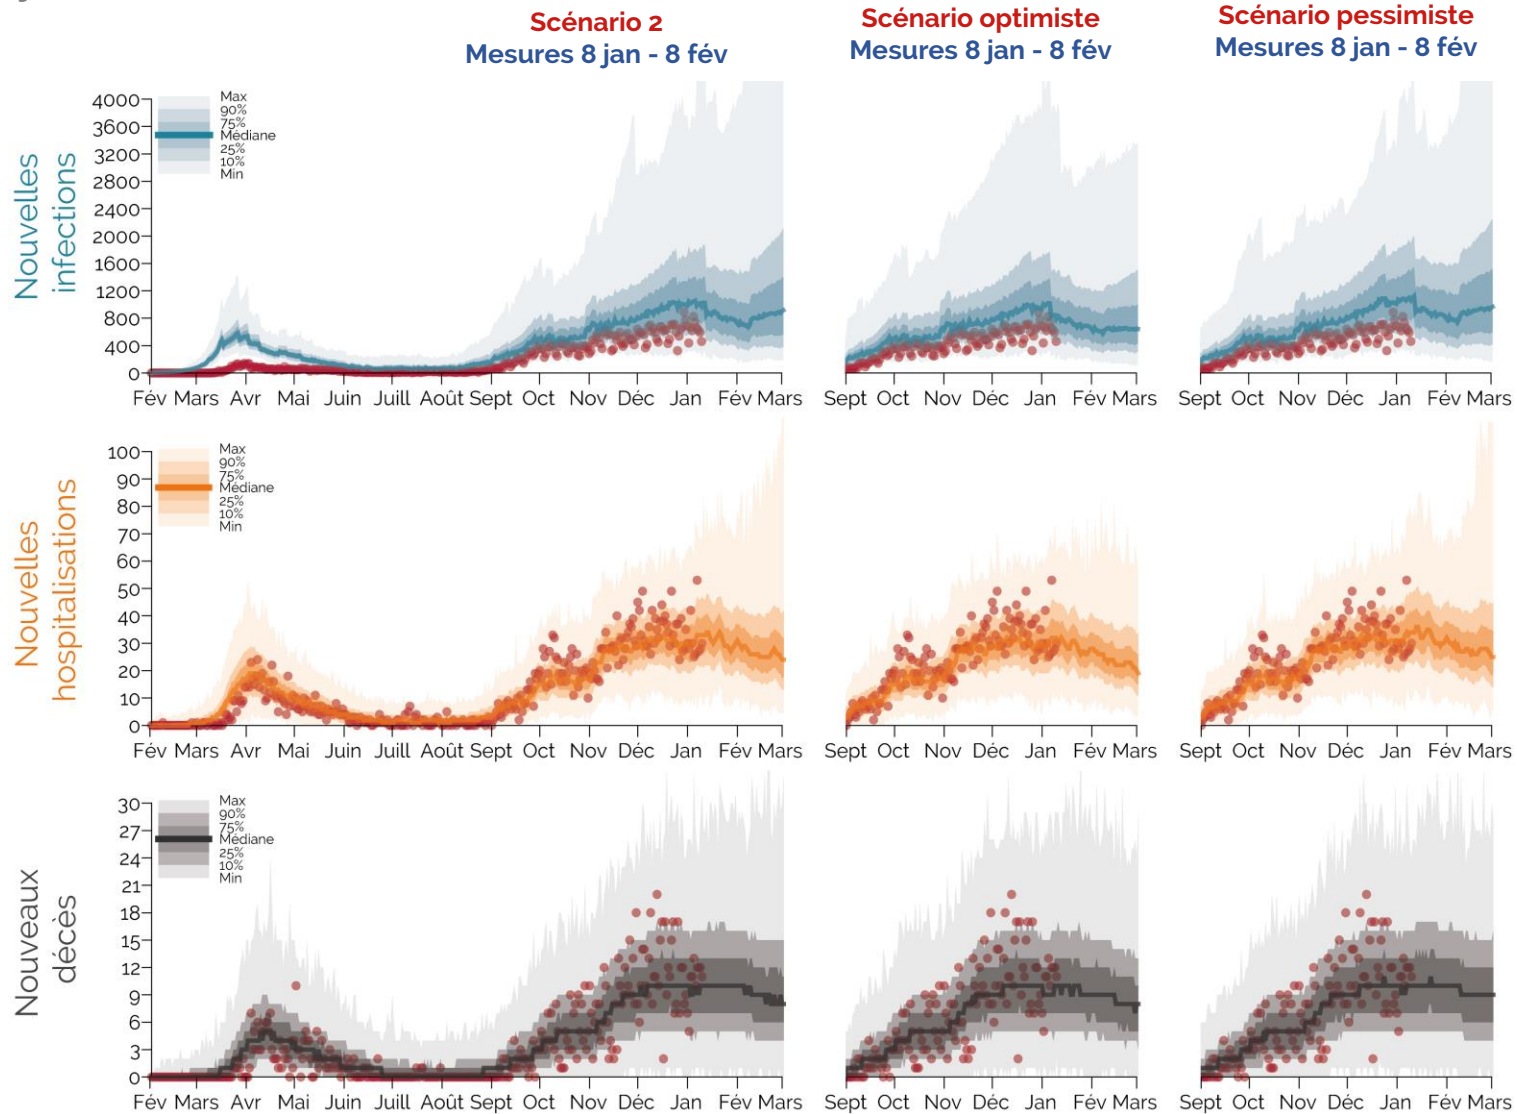 Scénario 2
Mesures 8 jan - 8 fév
Scénario optimiste
Mesures 8 jan - 8 fév
Scénario pessimiste
Mesures 8 jan - 8 fév
Nouvelles
infections
4000
3600
3200
2800
2400
2000
1600
1200
800
400
0
Max
90%
75%
Médiane
25%
10%
Min
Fév Mars Avr Mai Juin Juill Août Sept Oct Nov Déc Jan Fév Mars
Sept Oct Nov Déc Jan Fév Mars
Sept Oct Nov Déc Jan Fév Mars
Nouvelles
hospitalisations
100
90
80
70
60
50
40
30
20
10
0
Max
90%
75%
Médiane
25%
10%
Min
Fév Mars Avr Mai Juin Juill Août Sept Oct Nov Déc Jan Fév Mars
Sept Oct Nov Déc Jan Fév Mars
Sept Oct Nov Déc Jan Fév Mars
Nouveaux
décès
30
27
24
21
18
15
12
9
6
3
0
Max
90%
75%
Médiane
25%
10%
Min
Fév Mars Avr Mai Juin Juill Août Sept Oct Nov Déc Jan Fév Mars
Sept Oct Nov Déc Jan Fév Mars
Sept Oct Nov Déc Jan Fév Mars